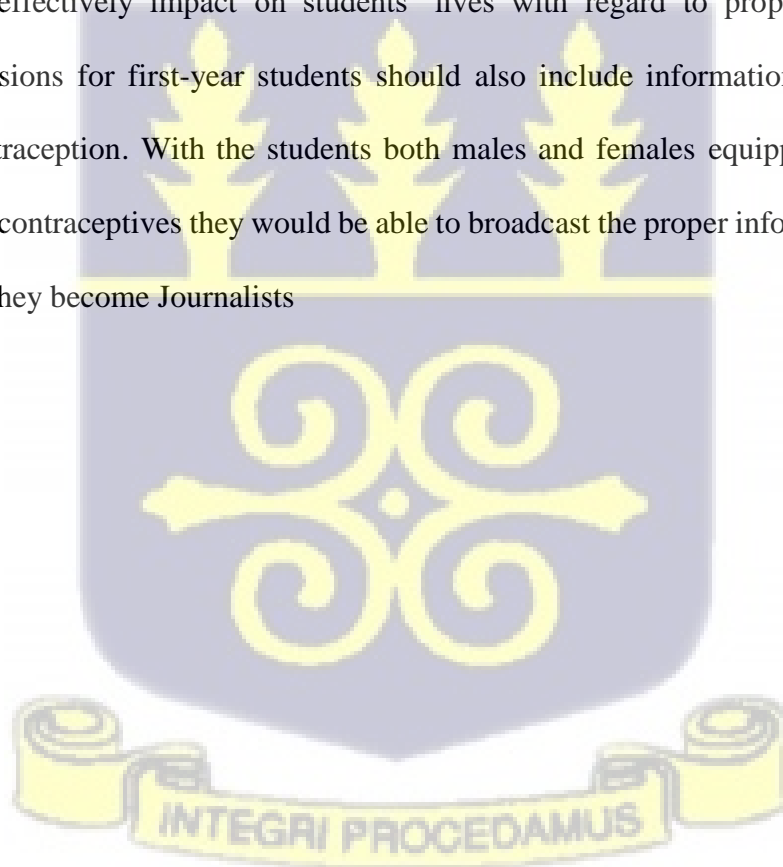 effectively impact on students' lives with regard to prop
sions for first-year students should also include information
traception. With the students both males and females equipp
contraceptives they would be able to broadcast the proper info
hey become Journalists
INTEGRI PROCEDAMUS